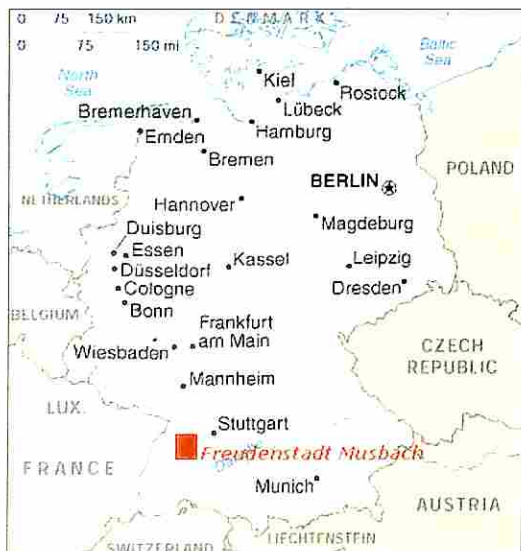 0 75 150 km
DENMARK
0 75 150 mi
Baltic
Sea
North
Sea
Kiel
Rostock
Lübeck
Bremerhaven
Hamburg
Emden
Bremen
POLAND
BERLIN
NETHERLANDS
Hannover
Magdeburg
Duisburg
Essen
Kassel
Leipzig
Düsseldorf
Dresden
Cologne
BELGIUM
Bonn
Frankfurt
am Main
Wiesbaden
CZECH
REPUBLIC
Mannheim
LUX.
Stuttgart
Freudenstadt Musbach
FRANCE
Munich
AUSTRIA
LIECHTENSTEIN
SWITZERLAND